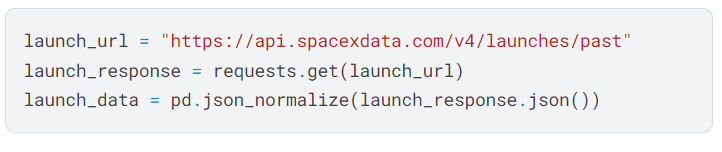 launch_url = "https://api.spacexdata.com/v4/launches/past"
launch_response = requests.get(launch_url)
launch_data = pd.json_normalize(launch_response.json())